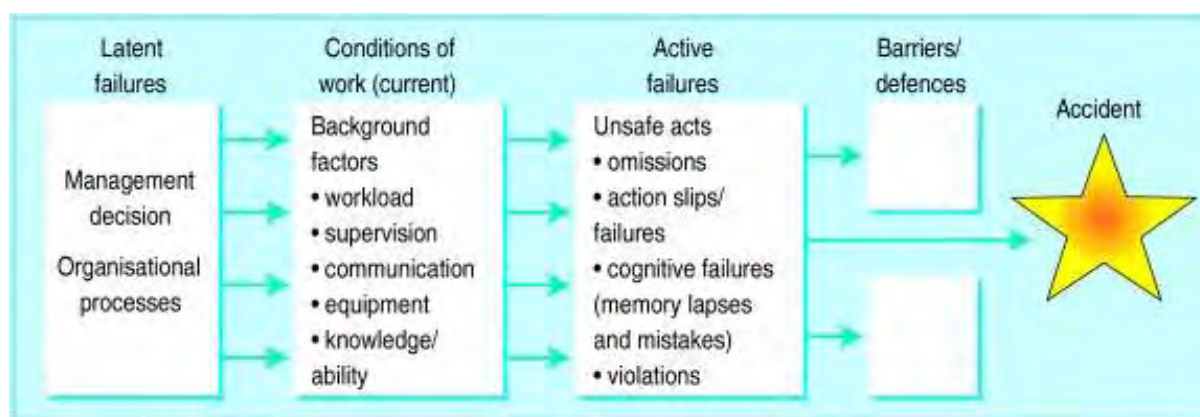 Latent
failures
Conditions of
work (current)
Active
failures
Barriers/
defences
Accident
Management
decision
Organisational
processes
Background
factors
• workload
• supervision
• communication
• equipment
• knowledge/
ability
Unsafe acts
• omissions
• action slips/
failures
• cognitive failures
(memory lapses
and mistakes)
• violations